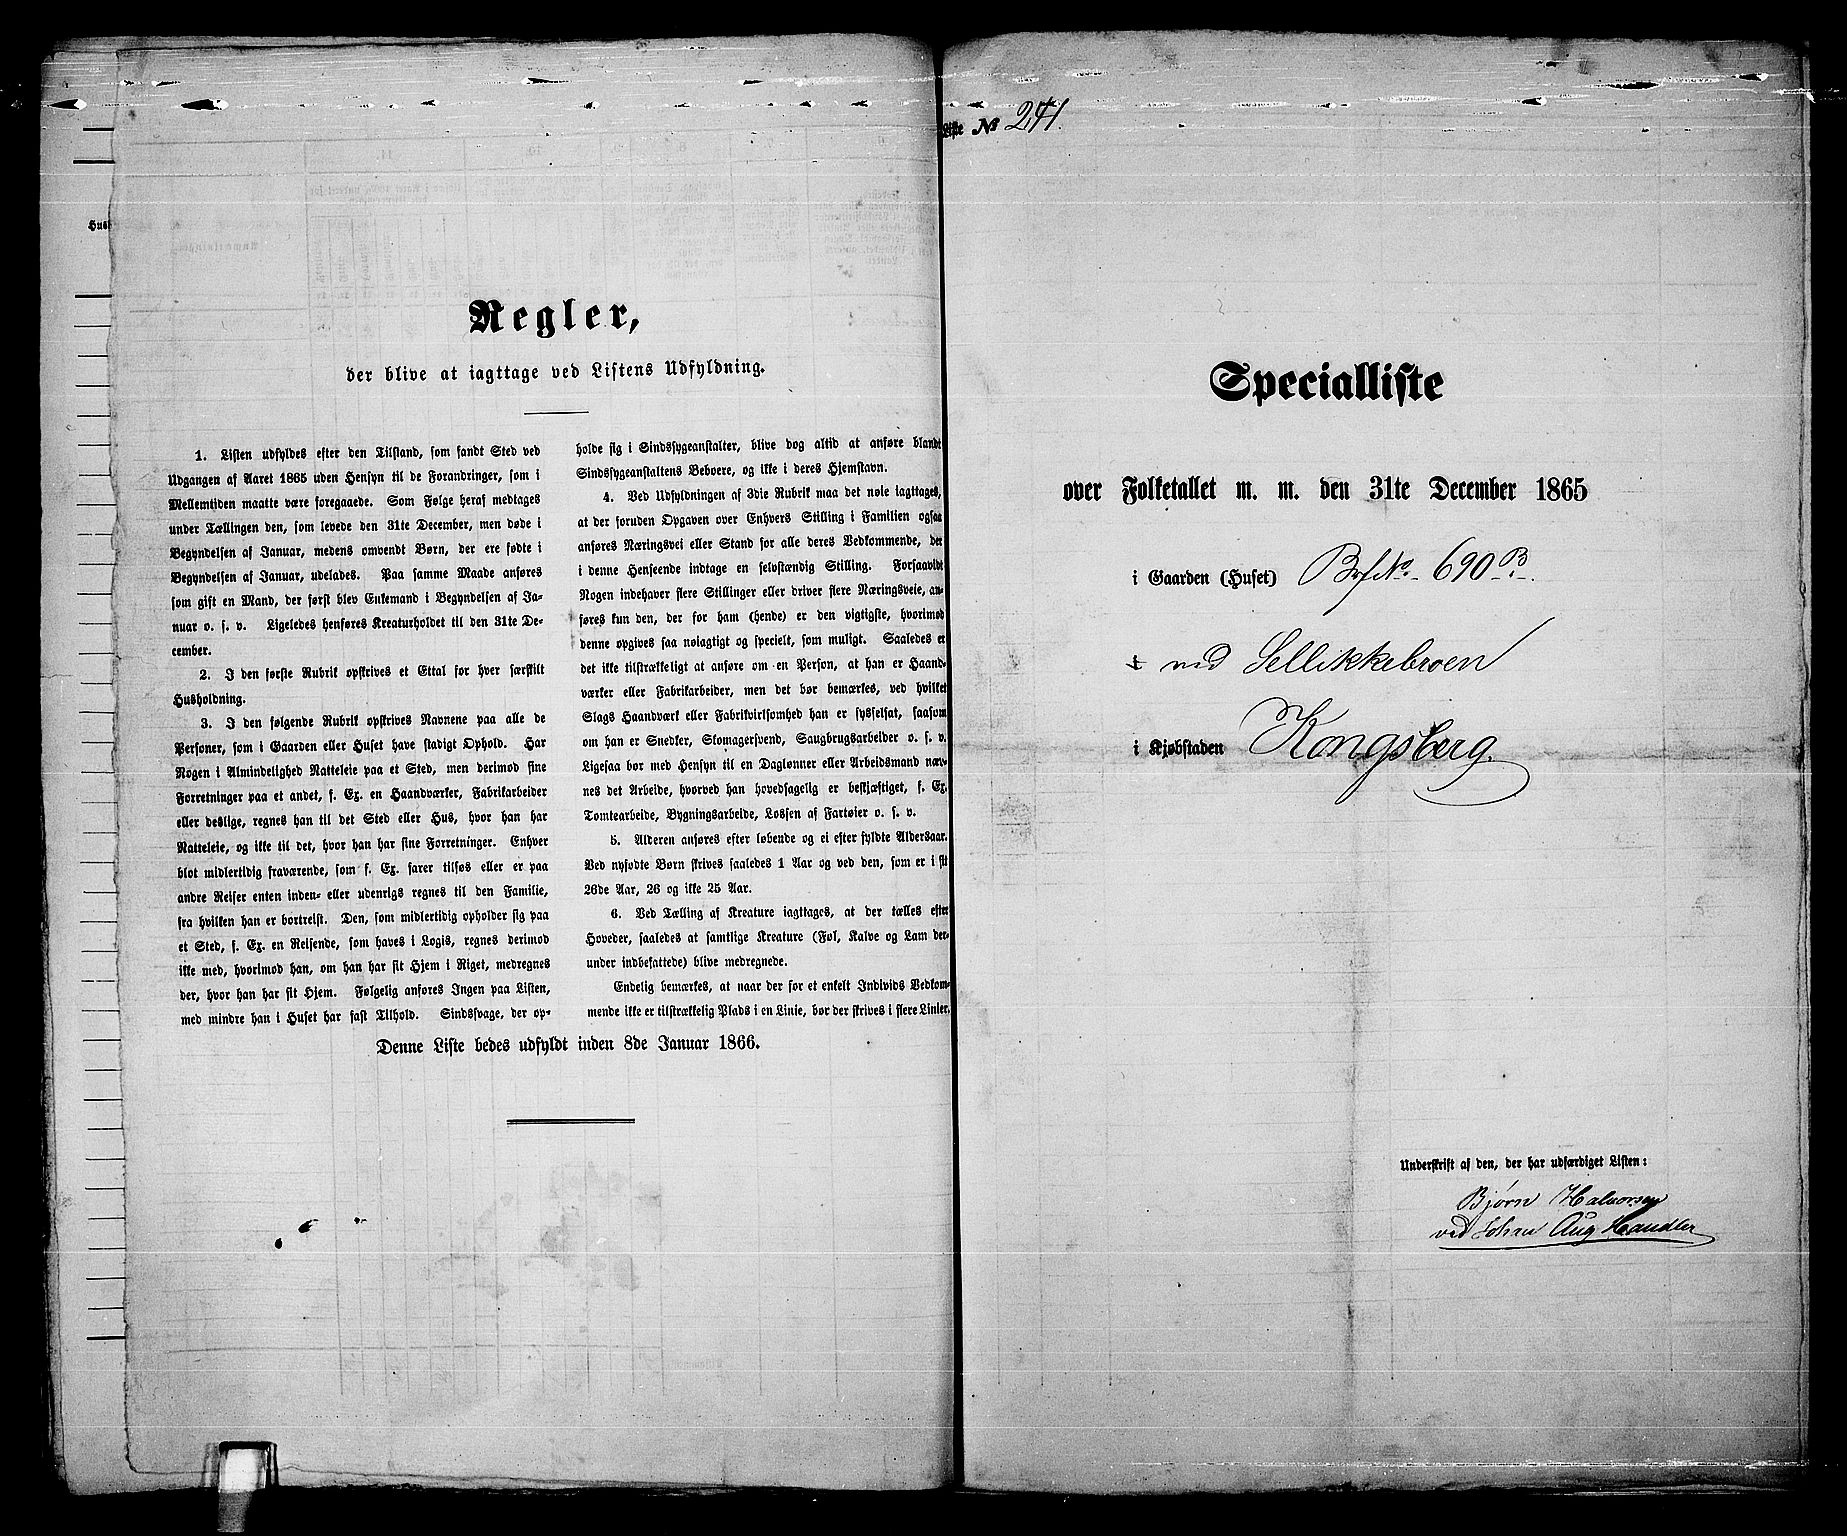 Hush
Regler,
der blive at iagttage ved Listens Udfyldning.
1. Listen udfyldes efter den Tilstand, som fandt Sted ved
Udgangen af Aaret 1865 uden Hensyn til de Forandringer, som i
Mellemtiden maatte være foregaaede. Som Følge heraf medtages
under Tællingen den, som levede den 31te December, men døde i
Begyndelsen af Januar, medens omvendt Børn, der ere fødte i
Begyndelsen af Januar, udelades. Paa samme Maade anføres
som gift en Mand, der først blev Enkemand i Begyndelsen af Ja-
nuar o. s. v. Ligeledes henføres Kreaturholdet til den 31te De-
cember.
2. I den første Rubrik opskrives et Ettal for hver særskilt
Husholdning.
3. I den følgende Rubrik opskrives Navnene paa alle de
Personer, som i Gaarden eller Huset have stadigt Ophold. Har
Nogen i Almindelighed Natteleie paa et Sted, men derimod sine
Forretninger paa et andet, f. Ex. en Haandværker, Fabrikarbeider
eller deslige, regnes han til det Sted eller Hus, hvor han har
Natteleie, og ikke til det, hvor han har sine Forretninger. Enhver
blot midlertidig fraværende, som f. Ex. farer tilsøs eller er paa
andre Reiser enten inden- eller udenrigs regnes til den Familie,
fra hvilken han er bortreist. Den, som midlertidig opholder sig paa
et Sted, f. Ex. en Reisende, som haves i Logis, regnes derimod
ikke med, hvorimod han, om han har sit Hjem i Riget, medregnes
der, hvor han har sit Hjem. Følgelig anføres Ingen paa Listen,
med mindre han i Huset har fast Tilhold. Sindssvage, der op-
holde sig i Sindssygeanstalter, blive dog altid at anføre blandt
Sindssygeanstaltens Beboere, og ikke i deres Hjemstavn.
4. Ved Udfyldningen af 3die Rubrik maa det nøie iagttages,
at der foruden Opgaven over Enhvers Stilling i Familien ogsaa
anføres Næringsvei eller Stand for alle deres Vedkommende, der
i denne Henseende indtage en selvstændig Stilling. Forsaavidt
Nogen indehaver flere Stillinger eller driver flere Næringsveie, an-
føres kun den, der for ham (hende) er den vigtigste, hvorimod
denne opgives saa nøiagtigt og specielt, som muligt. Saaledes er
det ikke tilstrækkeligt at anføre om en Person, at han er Haand-
værker eller Fabrikarbeider, men det bør bemærkes, ved hvilket
Slags Haandværk eller Fabrikvirksomhed han er sysselsat, saasom
om han er Snedker, Skomagersvend, Saugbrugsarbeider o. s. v.
Ligesaa bør med Hensyn til en Daglønner eller Arbeidsmand næv-
nes det Arbeide, hvorved han hovedsagelig er beskjæftiget, f. Ex.
Tomtearbeide, Bygningsarbeide, Lossen af Fartøier o. s. v.
5. Alderen anføres efter løbende og ei efter fyldte Aldersaar.
Ved nyfødte Børn skrives saaledes 1 Aar og ved den, som er i sit
26de Aar, 26 og ikke 25 Aar.
6. Ved Tælling af Kreature iagttages, at der tælles efter
Hoveder, saaledes at samtlige Kreature (Føl, Kalve og Lam der-
under indbefattede) blive medregnede.
Endelig bemærkes, at naar der for et enkelt Individs Vedkom-
mende ikke er tilstrækkelig Plads i en Linie, bør der skrives i flere Linier.
Denne Liste bedes udfyldt inden 8de Januar 1866.
Liste No 241.
Specialliste
over Folketallet m. m. den 31te December 1865
i Gaarden (Huset) BrfNo. 690 B.
ved Sellikkebroen
i Kjøbstaden Kongsberg.
Underskrift af den, der har udfærdiget Listen:
Bjørn Halvorsen
ved Johan Aug Handler